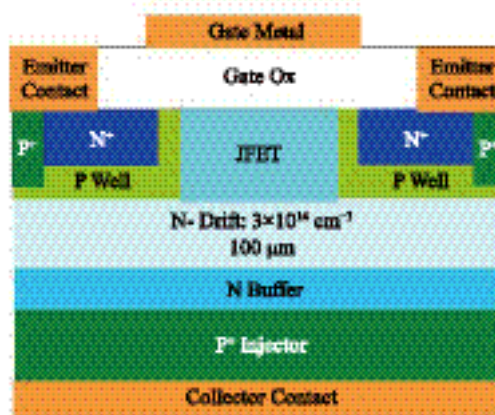 Gate Metal
Emitter
Contact
Gate Ox
Emitter
Contact
P⁺
N⁺
JFET
N⁺
P⁺
P Well
P Well
N- Drift: 3×10¹⁴ cm⁻³
100 μm
N Buffer
P⁺ Injector
Collector Contact